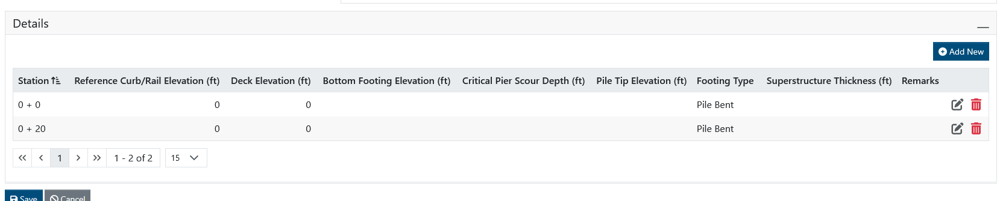 Details
Add New
Station Reference Curb/Rail Elevation (ft) Deck Elevation (ft) Bottom Footing Elevation (ft) Critical Pier Scour Depth (ft) Pile Tip Elevation (ft) Footing Type Superstructure Thickness (ft) Remarks
0 + 0 0 0 Pile Bent
0 + 20 0 0 Pile Bent
1 1 - 2 of 2 15
Save Cancel